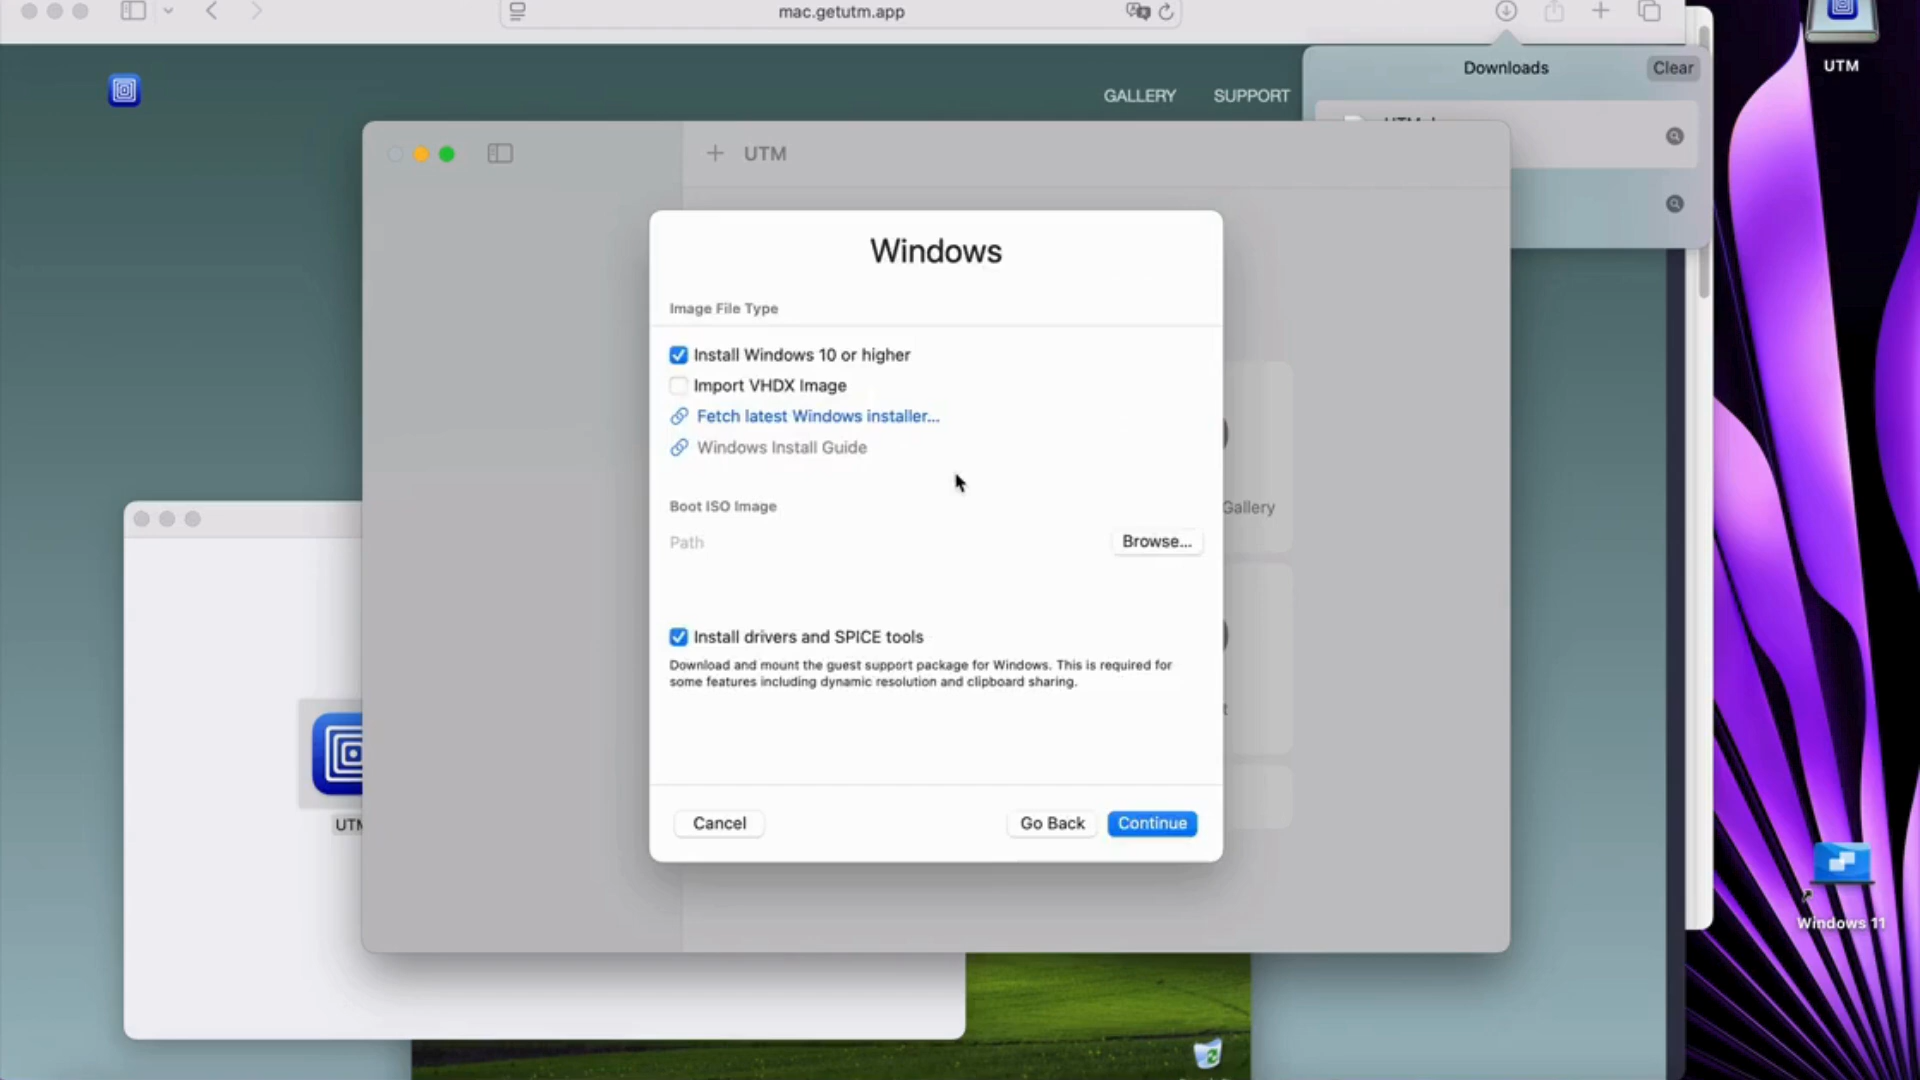 mac.getutm.app
UTM
Downloads
Clear
GALLERY
SUPPORT
UTM
Windows
Image File Type
Install Windows 10 or higher
Import VHDX Image
Fetch latest Windows installer...
Windows Install Guide
Boot ISO Image
Gallery
Path
Browse...
Install drivers and SPICE tools
Download and mount the guest support package for Windows. This is required for
some features including dynamic resolution and clipboard sharing.
Cancel
Go Back
Continue
UTM
Windows 11